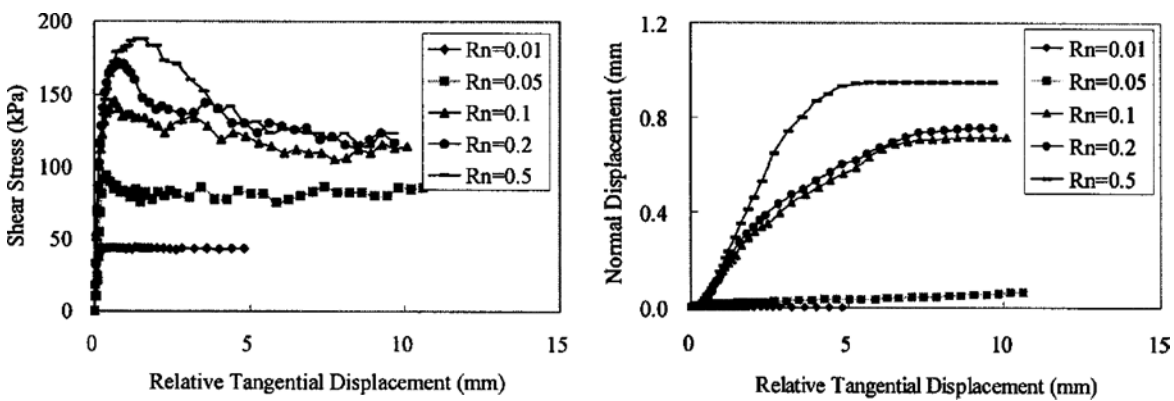 200
150
100
50
0
Shear Stress (kPa)
0 5 10 15
Relative Tangential Displacement (mm)
Rn=0.01
Rn=0.05
Rn=0.1
Rn=0.2
Rn=0.5
1.2
0.8
0.4
0.0
Normal Displacement (mm
0 5 10 15
Relative Tangential Displacement (mm)
Rn=0.01
Rn=0.05
Rn=0.1
Rn=0.2
Rn=0.5